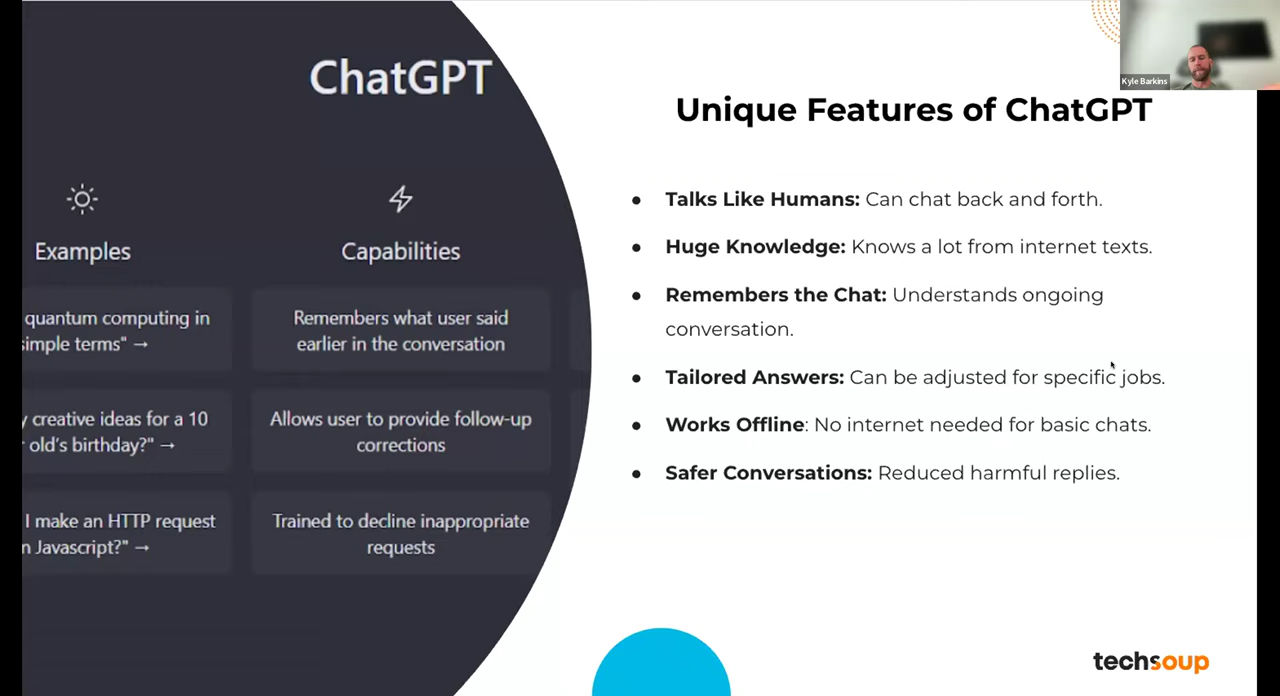 ChatGPT
Examples
quantum computing in
imple terms" →
creative ideas for a 10
old's birthday?" →
I make an HTTP request
n Javascript?" →
Capabilities
Remembers what user said
earlier in the conversation
Allows user to provide follow-up
corrections
Trained to decline inappropriate
requests
Kyle Barkins
Unique Features of ChatGPT
● Talks Like Humans: Can chat back and forth.
● Huge Knowledge: Knows a lot from internet texts.
● Remembers the Chat: Understands ongoing
conversation.
● Tailored Answers: Can be adjusted for specific jobs.
● Works Offline: No internet needed for basic chats.
● Safer Conversations: Reduced harmful replies.
techsoup